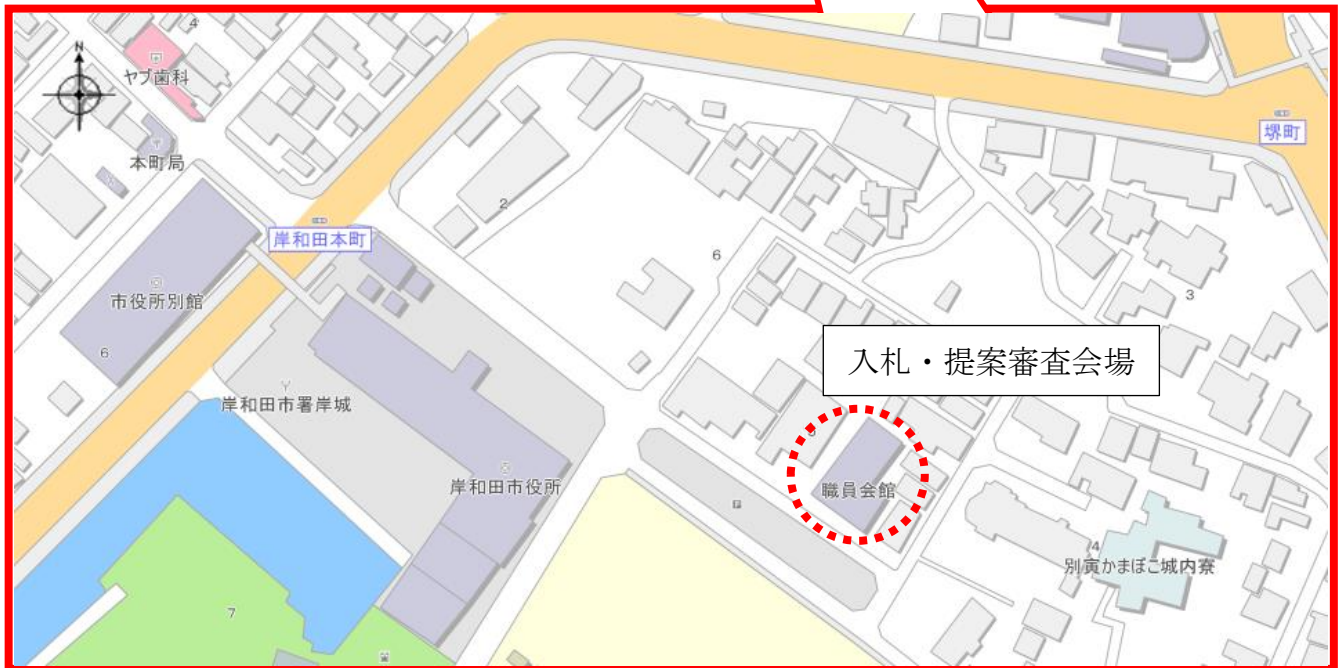 4
N
ヤブ歯科
堺町
本町局
2
岸和田本町
6
市役所別館
3
6
入札・提案審査会場
岸和田市署岸城
5
岸和田市役所
職員会館
P
4
別寅かまぼこ城内寮
7